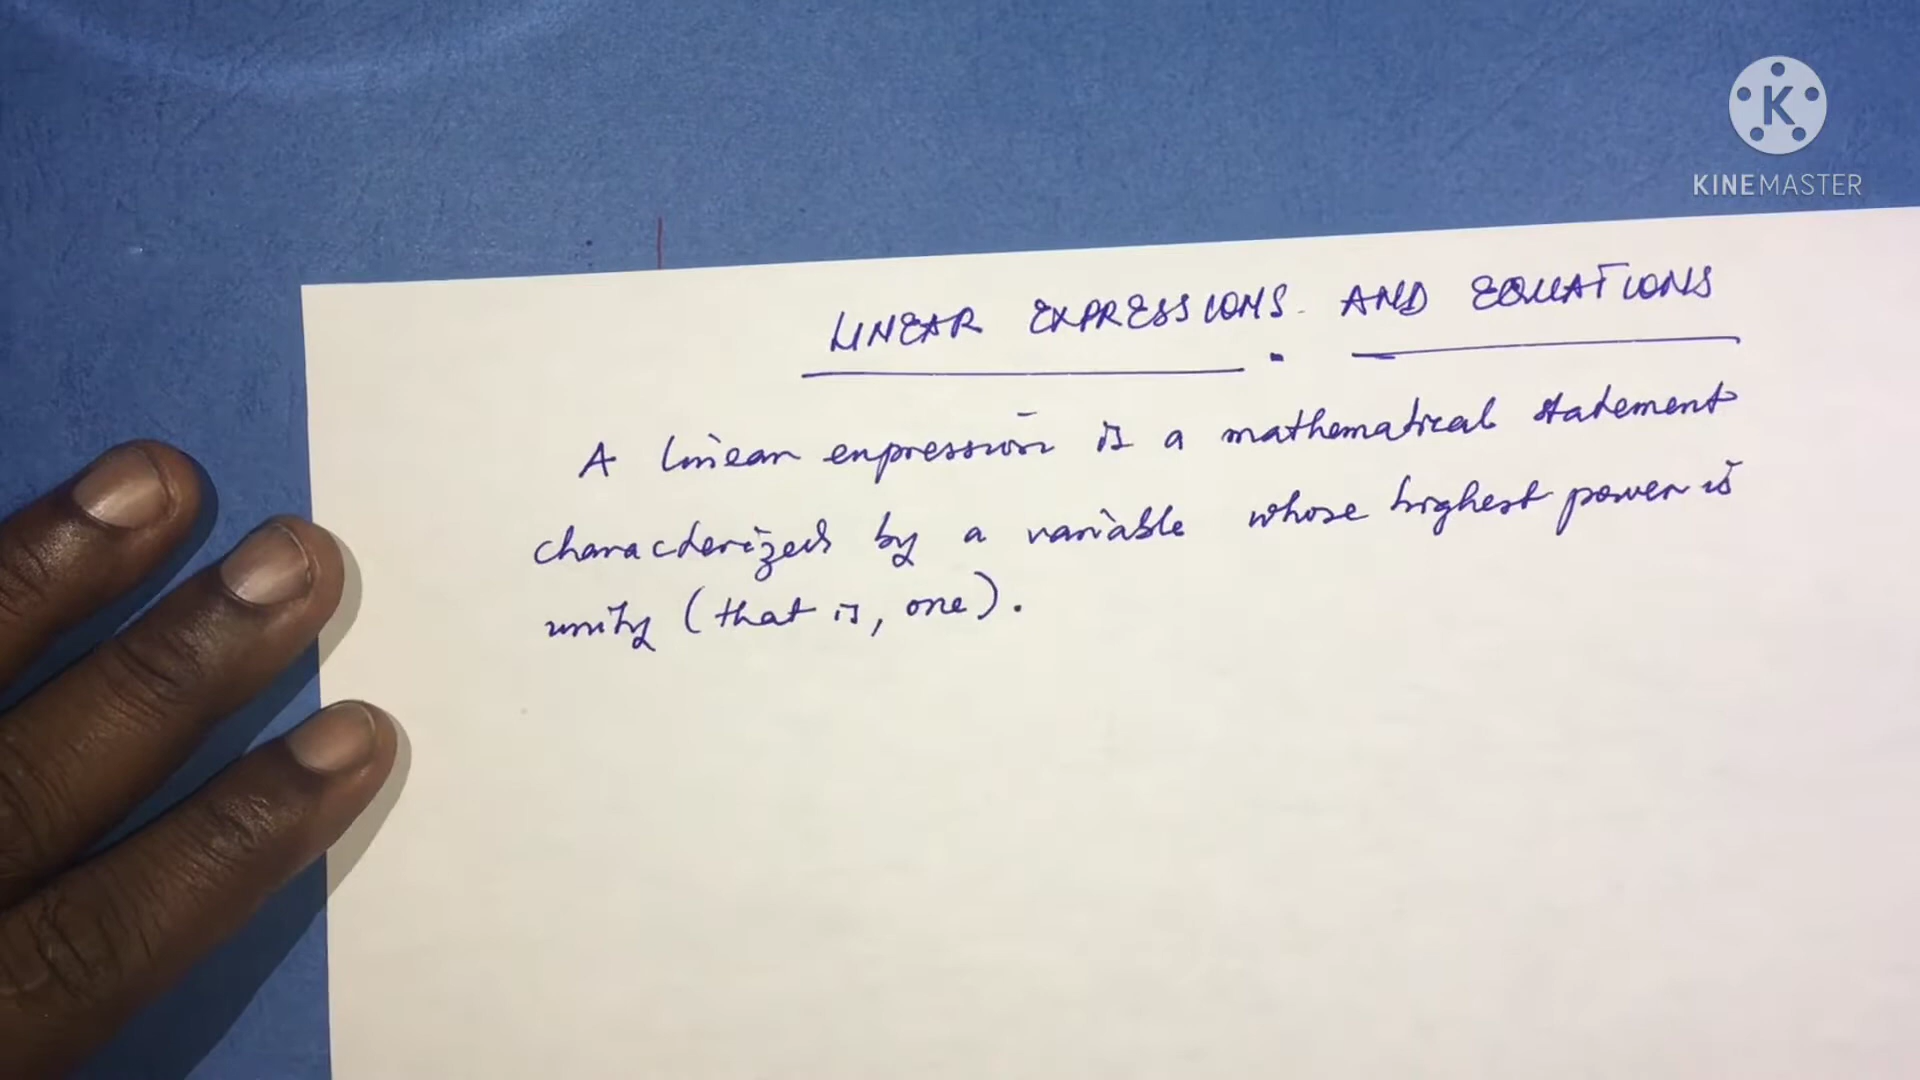 K
KINEMASTER
LINEAR EXPRESSIONS AND EQUATIONS
A linear expression is a mathematical statement
characterized by a variable whose highest power is
unity (that is, one).